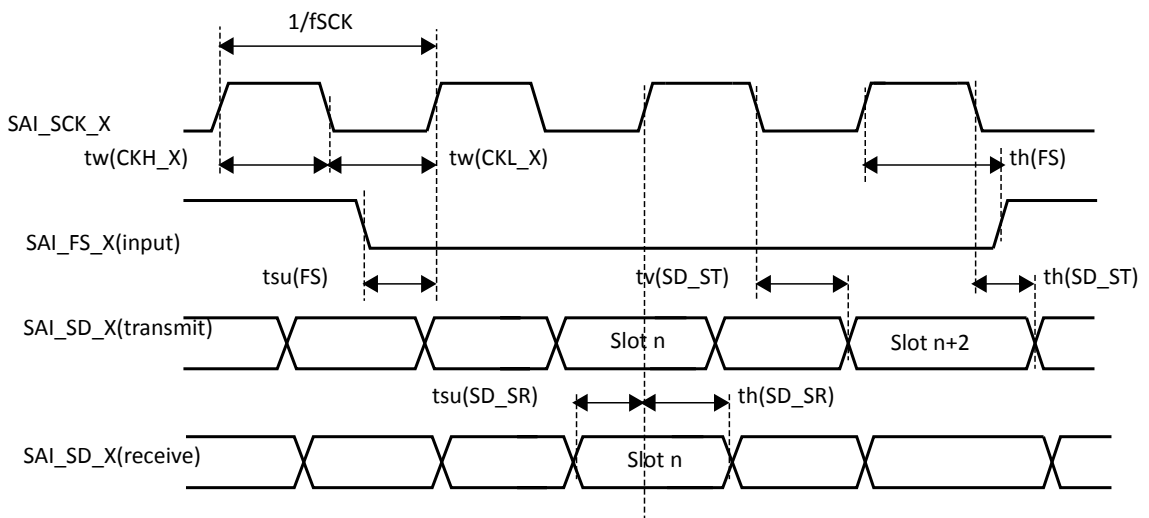 1/fSCK
SAI_SCK_X
tw(CKH_X)
tw(CKL_X)
th(FS)
SAI_FS_X(input)
tsu(FS)
tv(SD_ST)
th(SD_ST)
SAI_SD_X(transmit)
Slot n
Slot n+2
tsu(SD_SR)
th(SD_SR)
SAI_SD_X(receive)
Slot n